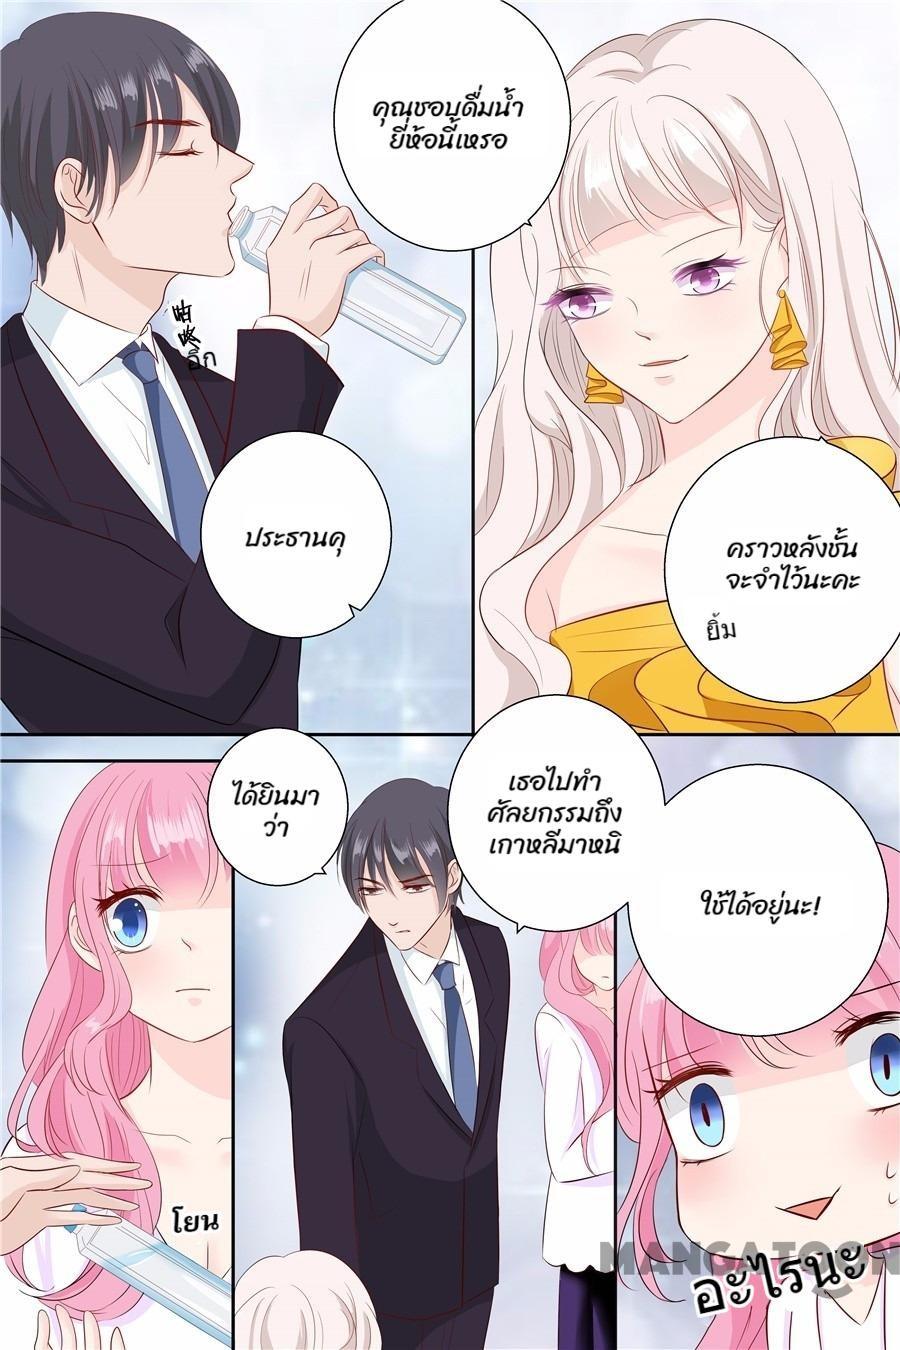 คุณชอบดื่มน้ำ
ยี่ห้อนี้เหรอ
咕
咚
อึก
ประธานคุ
คราวหลังชั้น
จะจำไว้นะคะ
ยิ้ม
ได้ยินมา
ว่า
เธอไปทำ
ศัลยกรรมถึง
เกาหลีมาหนิ
ใช้ได้อยู่นะ!
โยน
อะไรนะ
MANGATOON